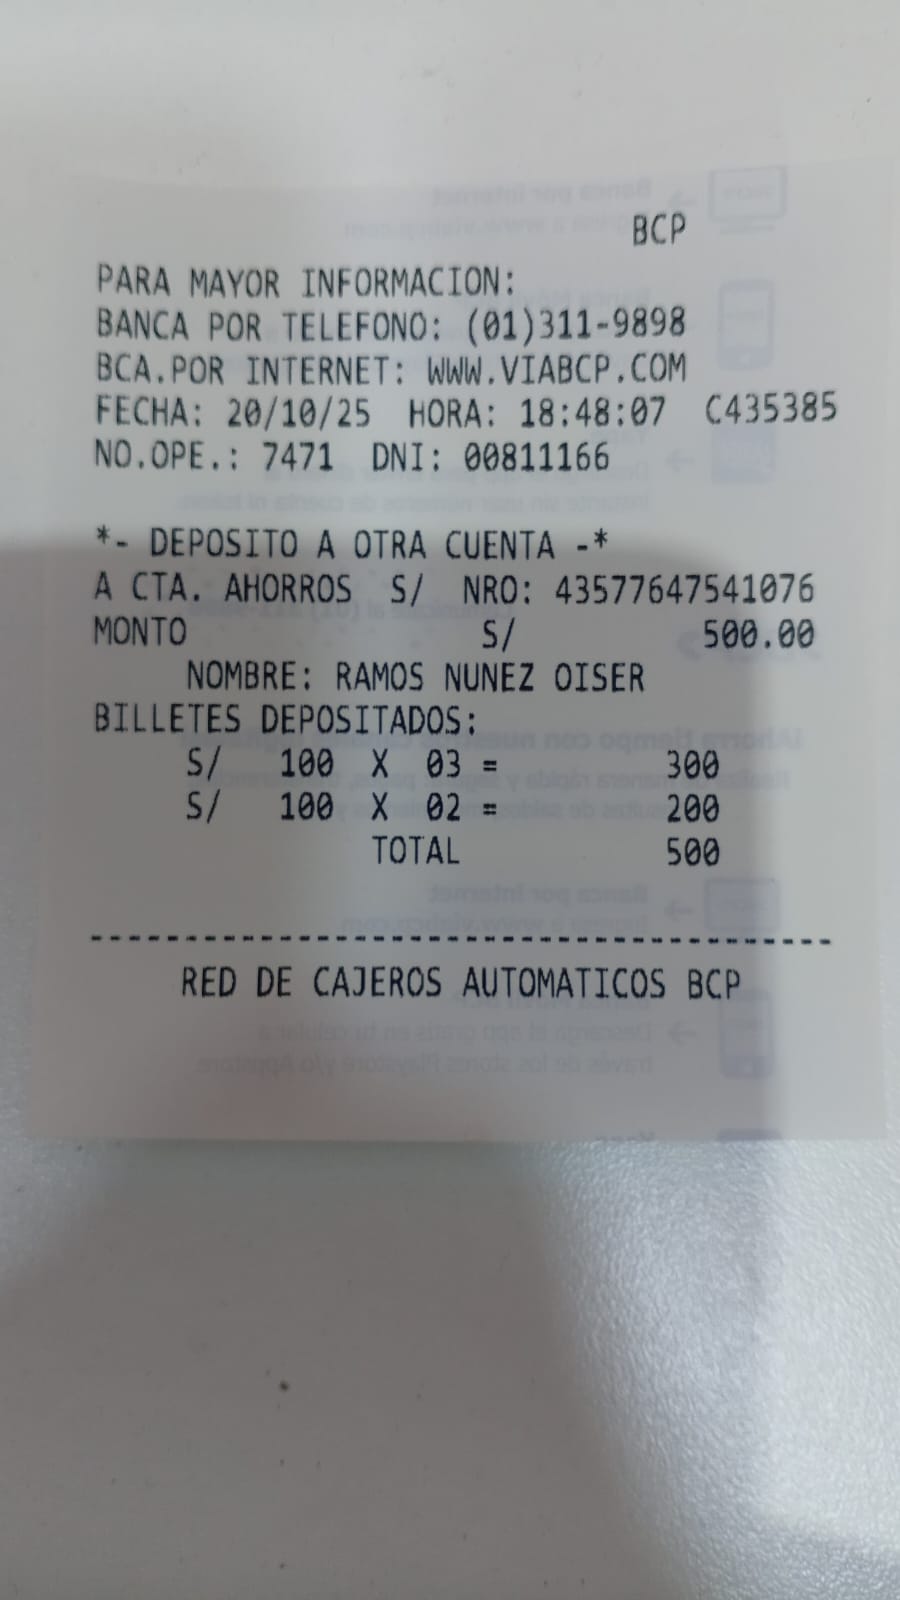 BCP
PARA MAYOR INFORMACION:
BANCA POR TELEFONO: (01)311-9898
BCA.POR INTERNET: WWW.VIABCP.COM
FECHA: 20/10/25 HORA: 18:48:07 C435385
NO.OPE.: 7471 DNI: 00811166
*- DEPOSITO A OTRA CUENTA -*
A CTA. AHORROS S/ NRO: 43577647541076
MONTO S/ 500.00
NOMBRE: RAMOS NUNEZ OISER
BILLETES DEPOSITADOS:
S/ 100 X 03 = 300
S/ 100 X 02 = 200
TOTAL 500
----------------------------------------
RED DE CAJEROS AUTOMATICOS BCP